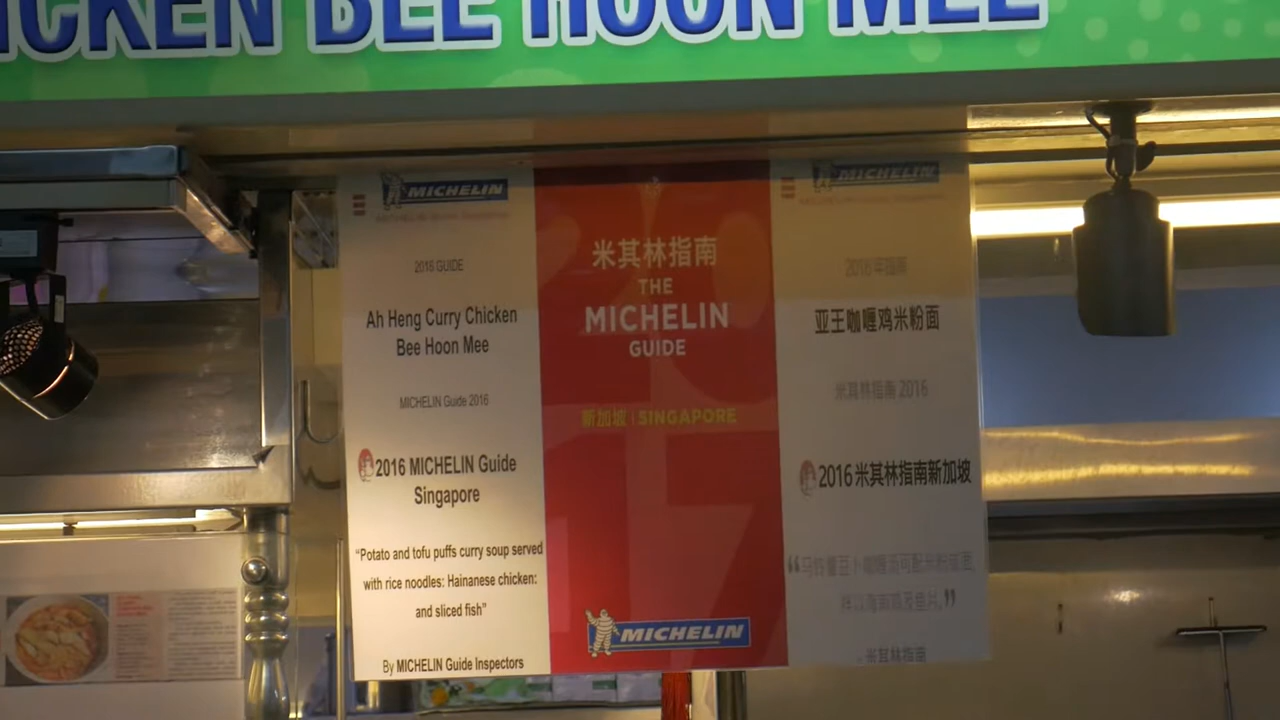 ICKEN BEE HOON MEE
MICHELIN
2016 GUIDE
Ah Heng Curry Chicken
Bee Hoon Mee
MICHELIN Guide 2016
2016 MICHELIN Guide
Singapore
“Potato and tofu puffs curry soup served
with rice noodles: Hainanese chicken:
and sliced fish”
By MICHELIN Guide Inspectors
米其林指南
THE
MICHELIN
GUIDE
新加坡 | SINGAPORE
2017
MICHELIN
MICHELIN
2016 年指南
亚王咖喱鸡米粉面
米其林指南 2016
2016 米其林指南新加坡
米其林指南